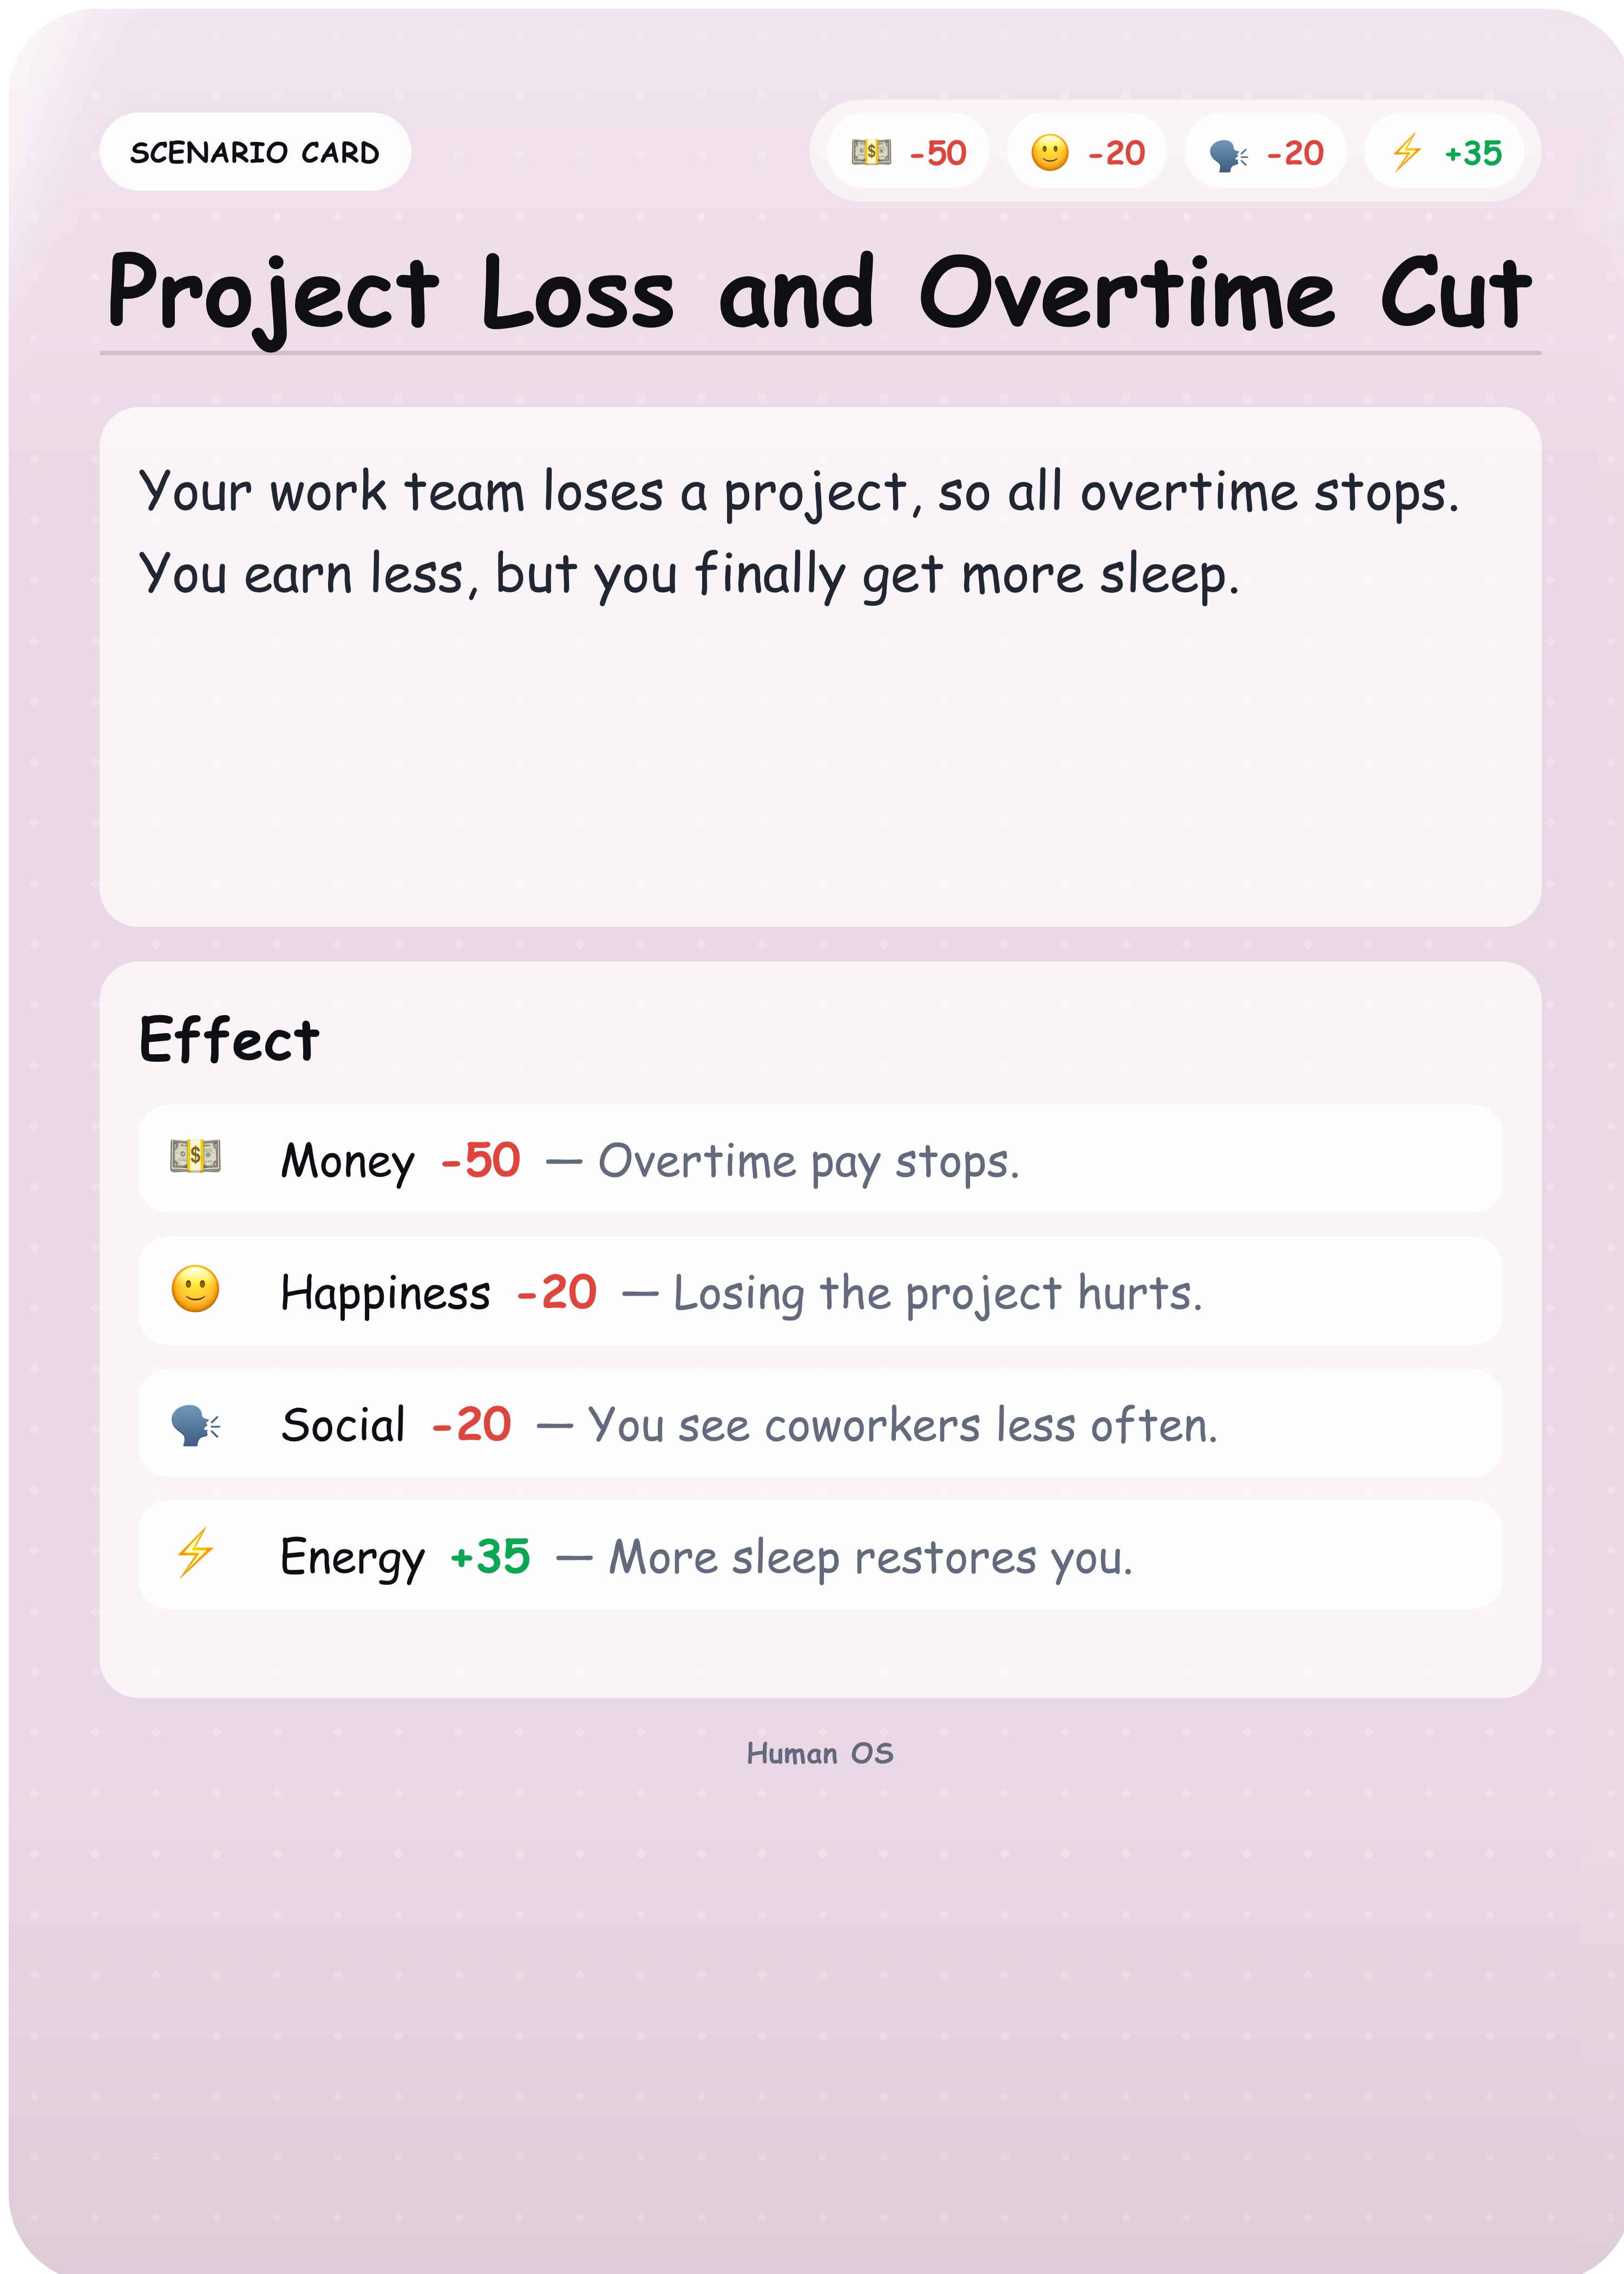 SCENARIO CARD
💵 -50 🙂 -20 🗣️ -20 ⚡ +35
Project Loss and Overtime Cut
Your work team loses a project, so all overtime stops.
You earn less, but you finally get more sleep.
Effect
💵 Money -50 — Overtime pay stops.
🙂 Happiness -20 — Losing the project hurts.
🗣️ Social -20 — You see coworkers less often.
⚡ Energy +35 — More sleep restores you.
Human OS